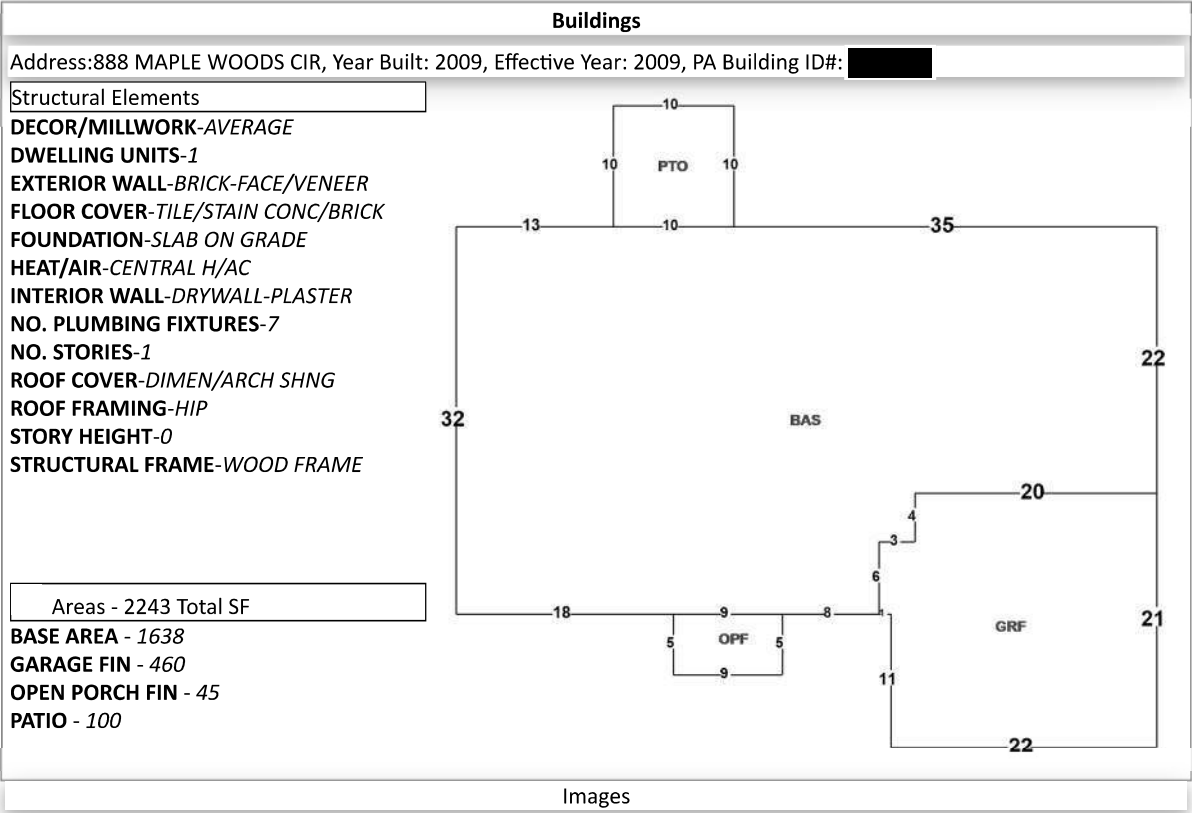 Buildings
Address:888 MAPLE WOODS CIR, Year Built: 2009, Effective Year: 2009, PA Building ID#:
Structural Elements
DECOR/MILLWORK-AVERAGE
DWELLING UNITS-1
EXTERIOR WALL-BRICK-FACE/VENEER
FLOOR COVER-TILE/STAIN CONC/BRICK
FOUNDATION-SLAB ON GRADE
HEAT/AIR-CENTRAL H/AC
INTERIOR WALL-DRYWALL-PLASTER
NO. PLUMBING FIXTURES-7
NO. STORIES-1
ROOF COVER-DIMEN/ARCH SHNG
ROOF FRAMING-HIP
STORY HEIGHT-0
STRUCTURAL FRAME-WOOD FRAME
Areas - 2243 Total SF
BASE AREA - 1638
GARAGE FIN - 460
OPEN PORCH FIN - 45
PATIO - 100
10
10 PTO 10
13 10 35
22
32 BAS
20
4
3
6
18 9 8 1
5 OPF 5 GRF 21
9
11
22
Images